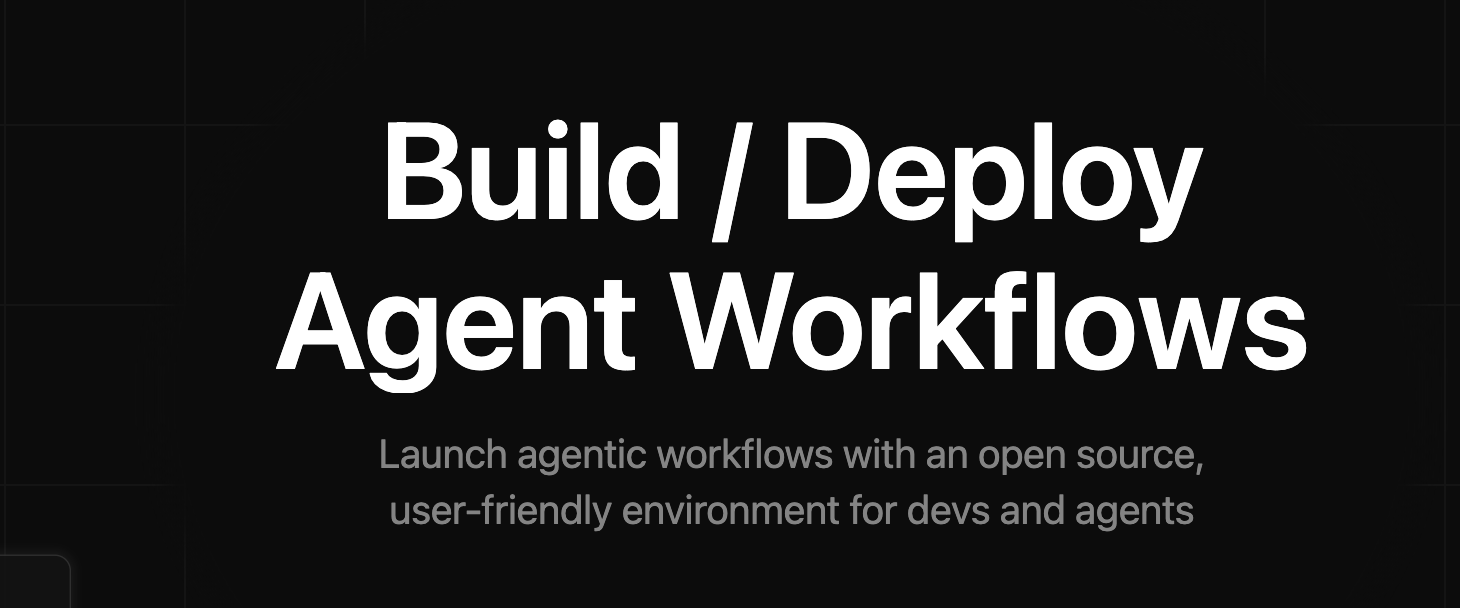 Build / Deploy
Agent Workflows
Launch agentic workflows with an open source,
user-friendly environment for devs and agents